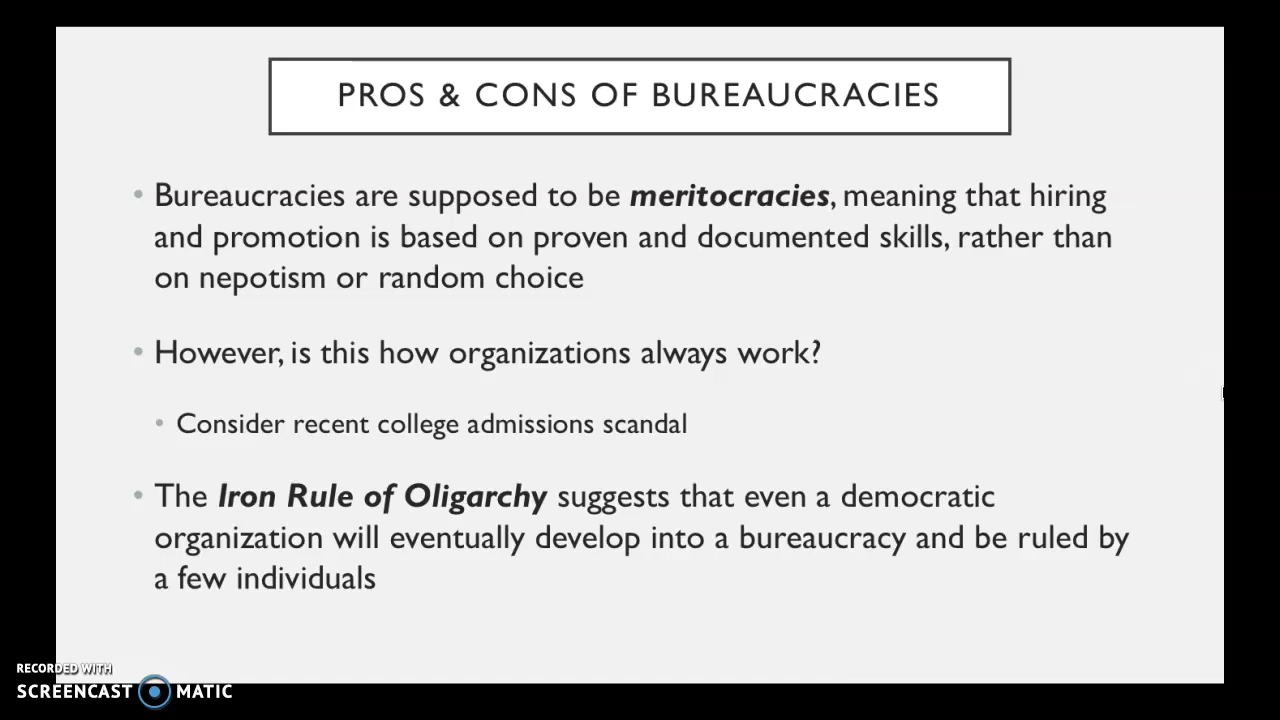 PROS & CONS OF BUREAUCRACIES
• Bureaucracies are supposed to be meritocracies, meaning that hiring
and promotion is based on proven and documented skills, rather than
on nepotism or random choice
• However, is this how organizations always work?
• Consider recent college admissions scandal
• The Iron Rule of Oligarchy suggests that even a democratic
organization will eventually develop into a bureaucracy and be ruled by
a few individuals
RECORDED WITH
SCREENCAST MATIC